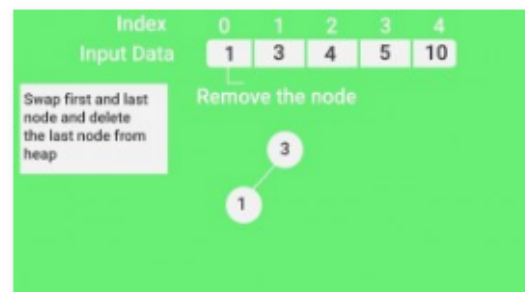 Index 0 1 2 3 4
Input Data 1 3 4 5 10
Remove the node
Swap first and last
node and delete
the last node from
heap
3
1